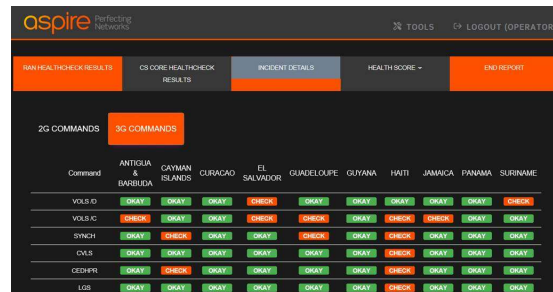 aspire Perfecting Networks
TOOLS LOGOUT (OPERATOR
RAN HEALTHCHECK RESULTS CS CORE HEALTHCHECK RESULTS INCIDENT DETAILS HEALTH SCORE END REPORT
2G COMMANDS 3G COMMANDS
Command ANTIGUA & BARBUDA CAYMAN ISLANDS CURACAO EL SALVADOR GUADELOUPE GUYANA HAITI JAMAICA PANAMA SURINAME
VOLS /D OKAY OKAY OKAY CHECK OKAY OKAY OKAY OKAY OKAY CHECK
VOLS /C CHECK OKAY OKAY CHECK CHECK OKAY CHECK CHECK OKAY OKAY
SYNCH OKAY CHECK OKAY OKAY CHECK OKAY CHECK OKAY OKAY OKAY
CVLS OKAY OKAY OKAY OKAY OKAY OKAY CHECK OKAY OKAY OKAY
CEDHPR OKAY CHECK OKAY OKAY OKAY OKAY CHECK OKAY OKAY OKAY
LGS OKAY OKAY OKAY OKAY OKAY OKAY CHECK OKAY OKAY OKAY